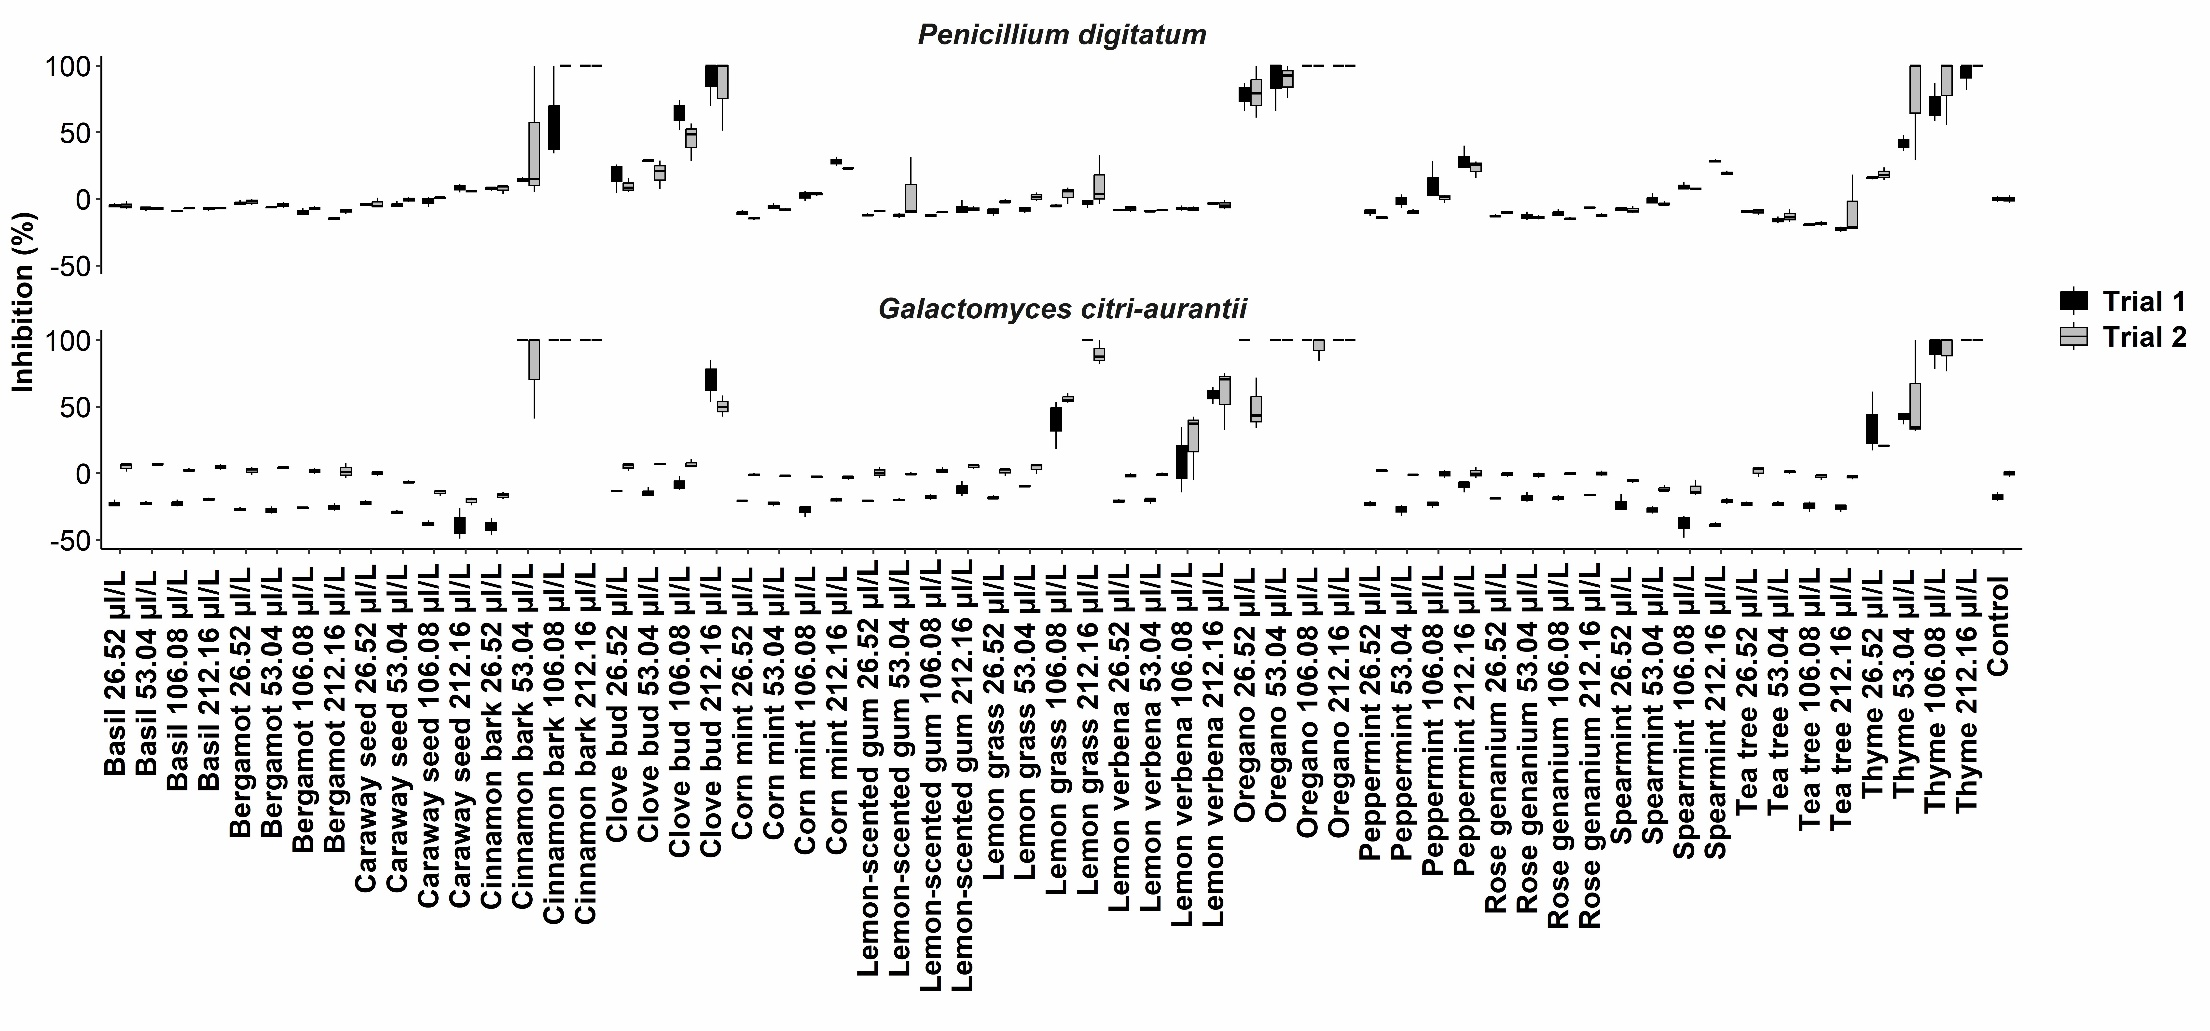 Penicillium digitatum
100
50
0
-50
Inhibition (%)
Galactomyces citri-aurantii
100
50
0
-50
Trial 1
Trial 2
Basil 26.52 µl/L
Basil 53.04 µl/L
Basil 106.08 µl/L
Basil 212.16 µl/L
Bergamot 26.52 µl/L
Bergamot 53.04 µl/L
Bergamot 106.08 µl/L
Bergamot 212.16 µl/L
Caraway seed 26.52 µl/L
Caraway seed 53.04 µl/L
Caraway seed 106.08 µl/L
Caraway seed 212.16 µl/L
Cinnamon bark 26.52 µl/L
Cinnamon bark 53.04 µl/L
Cinnamon bark 106.08 µl/L
Cinnamon bark 212.16 µl/L
Clove bud 26.52 µl/L
Clove bud 53.04 µl/L
Clove bud 106.08 µl/L
Clove bud 212.16 µl/L
Corn mint 26.52 µl/L
Corn mint 53.04 µl/L
Corn mint 106.08 µl/L
Corn mint 212.16 µl/L
Lemon-scented gum 26.52 µl/L
Lemon-scented gum 53.04 µl/L
Lemon-scented gum 106.08 µl/L
Lemon-scented gum 212.16 µl/L
Lemon grass 26.52 µl/L
Lemon grass 53.04 µl/L
Lemon grass 106.08 µl/L
Lemon grass 212.16 µl/L
Lemon verbena 26.52 µl/L
Lemon verbena 53.04 µl/L
Lemon verbena 106.08 µl/L
Lemon verbena 212.16 µl/L
Oregano 26.52 µl/L
Oregano 53.04 µl/L
Oregano 106.08 µl/L
Oregano 212.16 µl/L
Peppermint 26.52 µl/L
Peppermint 53.04 µl/L
Peppermint 106.08 µl/L
Peppermint 212.16 µl/L
Rose genanium 26.52 µl/L
Rose genanium 53.04 µl/L
Rose genanium 106.08 µl/L
Rose genanium 212.16 µl/L
Spearmint 26.52 µl/L
Spearmint 53.04 µl/L
Spearmint 106.08 µl/L
Spearmint 212.16 µl/L
Tea tree 26.52 µl/L
Tea tree 53.04 µl/L
Tea tree 106.08 µl/L
Tea tree 212.16 µl/L
Thyme 26.52 µl/L
Thyme 53.04 µl/L
Thyme 106.08 µl/L
Thyme 212.16 µl/L
Control